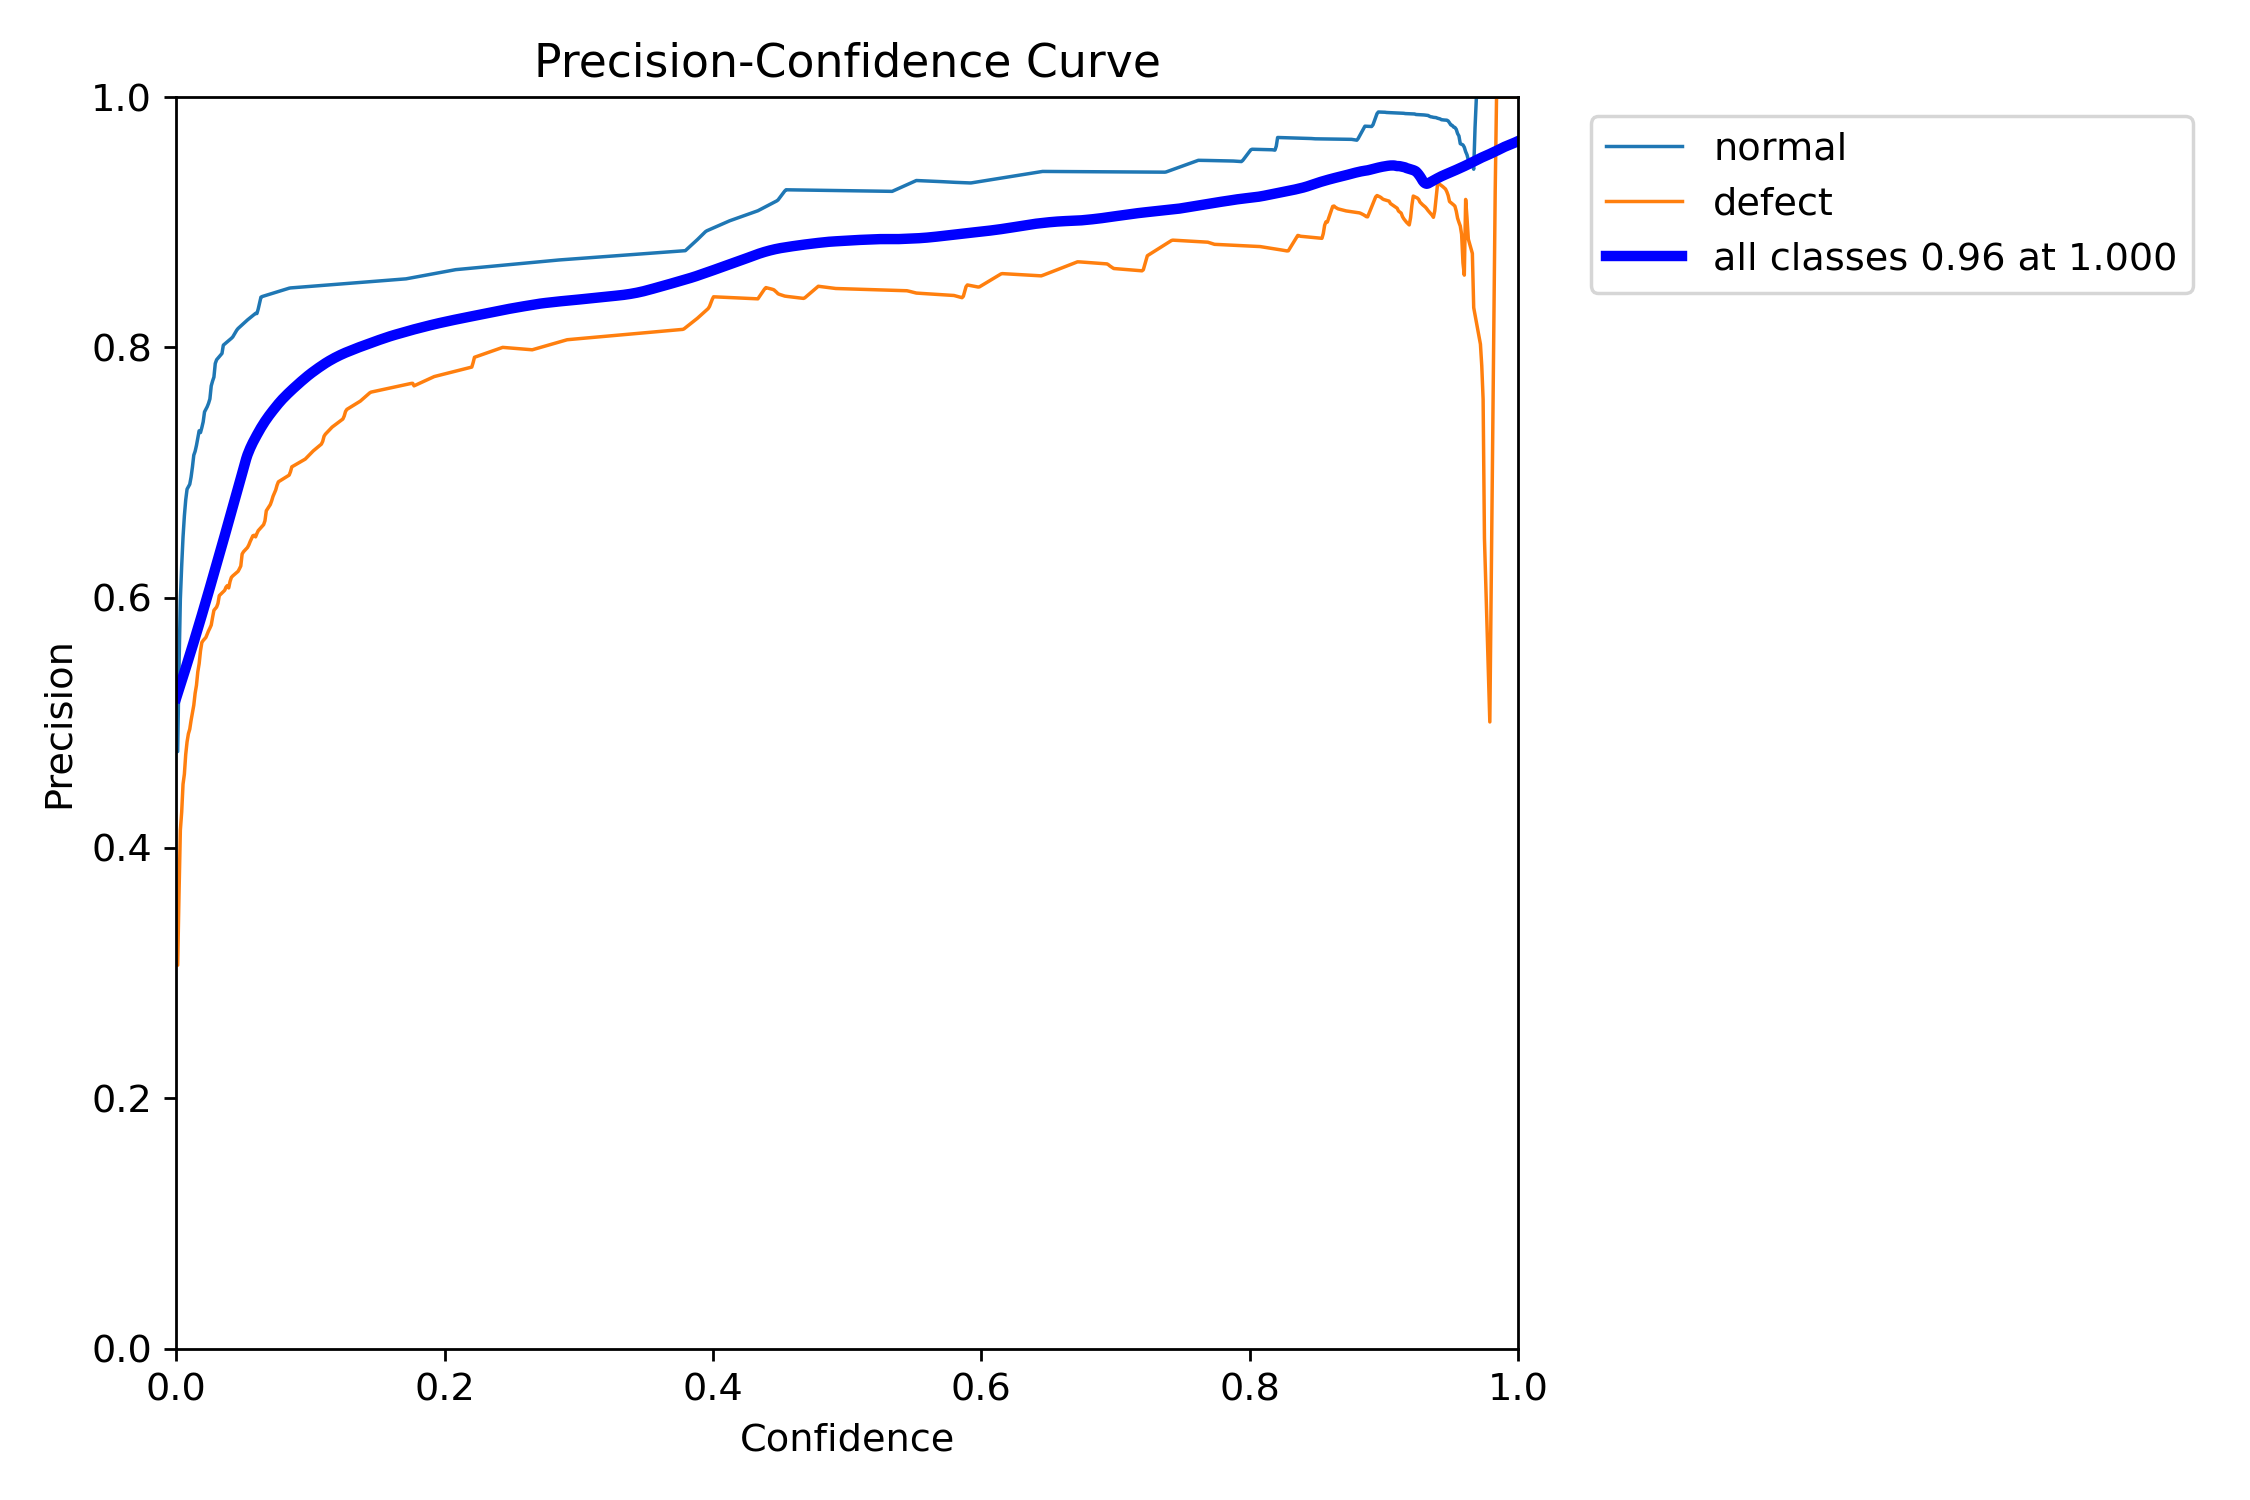 Precision-Confidence Curve
normal
defect
all classes 0.96 at 1.000
1.0
0.8
0.6
0.4
0.2
0.0
Precision
0.0 0.2 0.4 0.6 0.8 1.0
Confidence